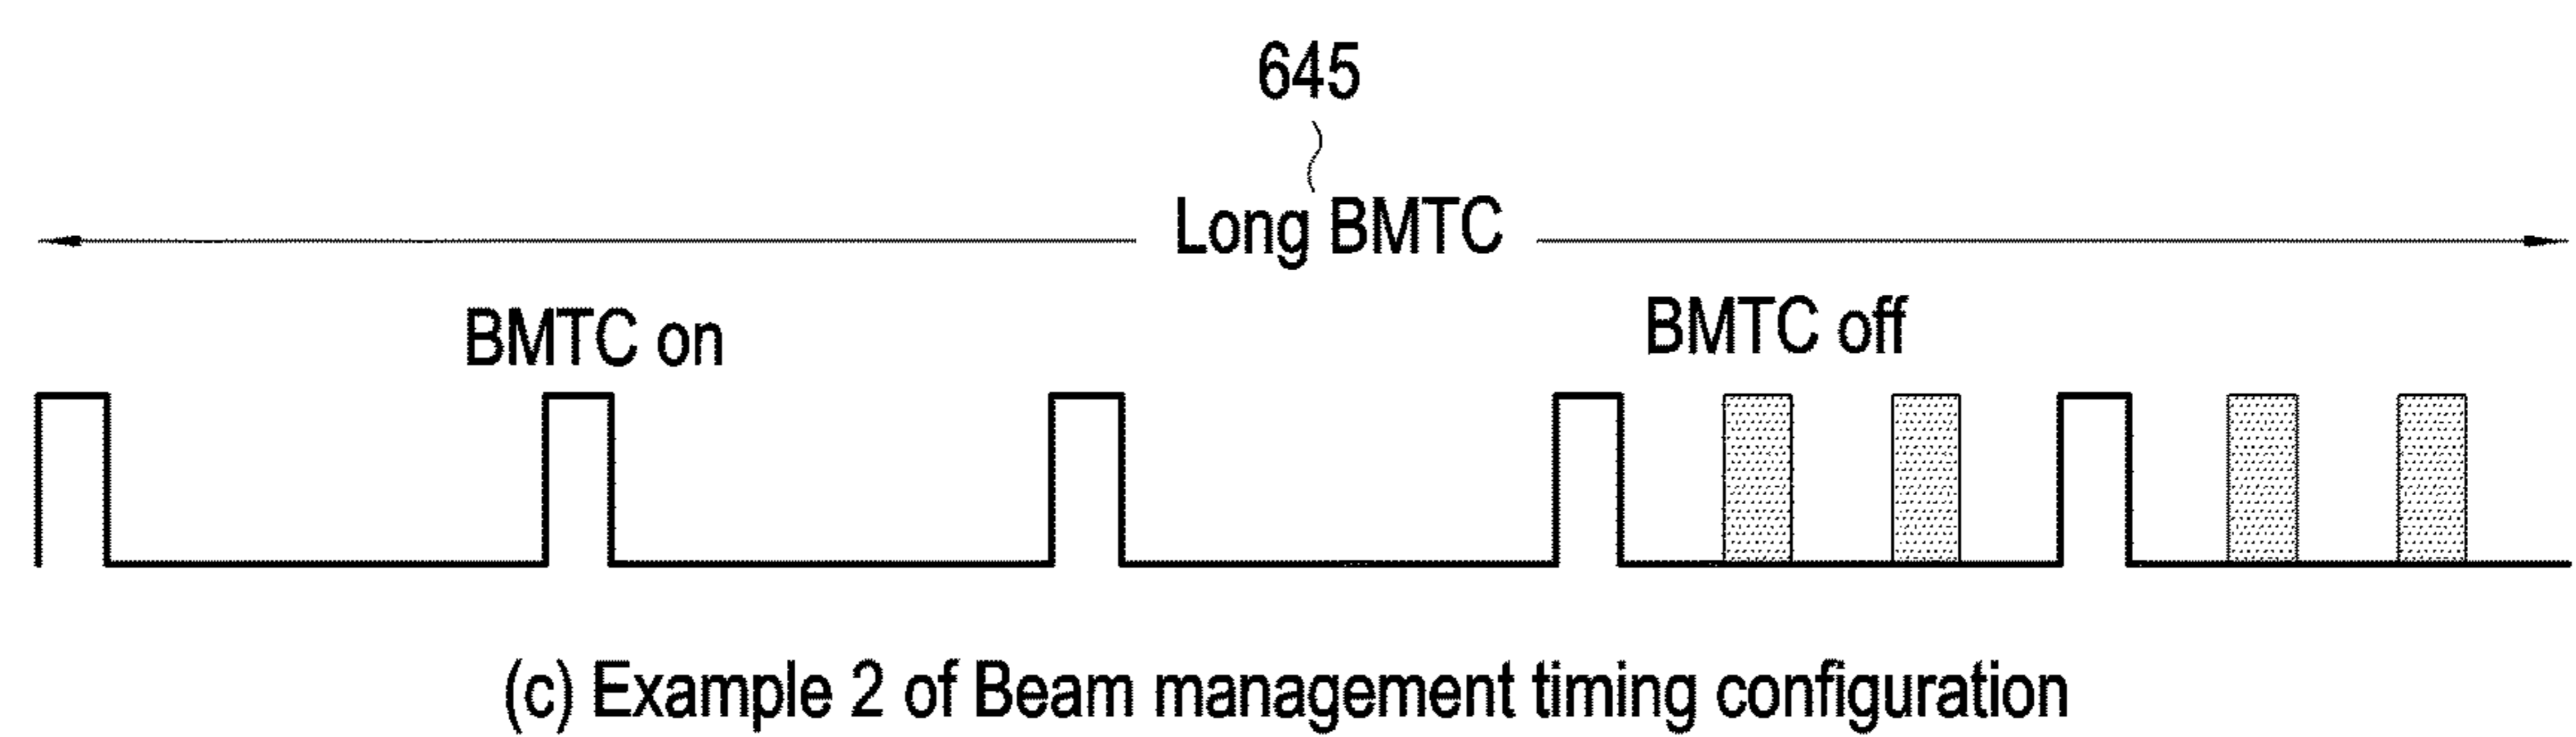 645
Long BMTC
BMTC on
BMTC off
(c) Example 2 of Beam management timing configuration